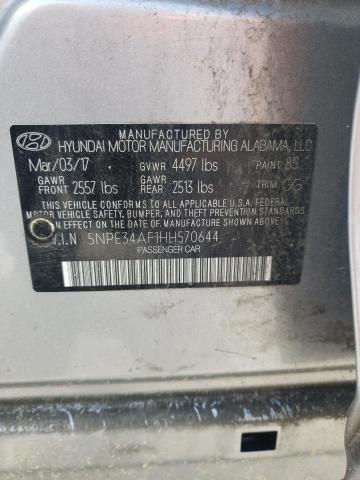 MANUFACTURED BY
HYUNDAI MOTOR MANUFACTURING ALABAMA, LLC
Mar/03/17 GVWR 4497 lbs PAINT 8S
GAWR FRONT 2557 lbs GAWR REAR 2513 lbs TRIM GG
THIS VEHICLE CONFORMS TO ALL APPLICABLE U.S.A FEDERAL
MOTOR VEHICLE SAFETY, BUMPER, AND THEFT PREVENTION
STANDARDS IN EFFECT ON THE DATE OF MANUFACTURE SHOWN ABOVE.
V.I.N 5NPE34AF1HH570644
PASSENGER CAR